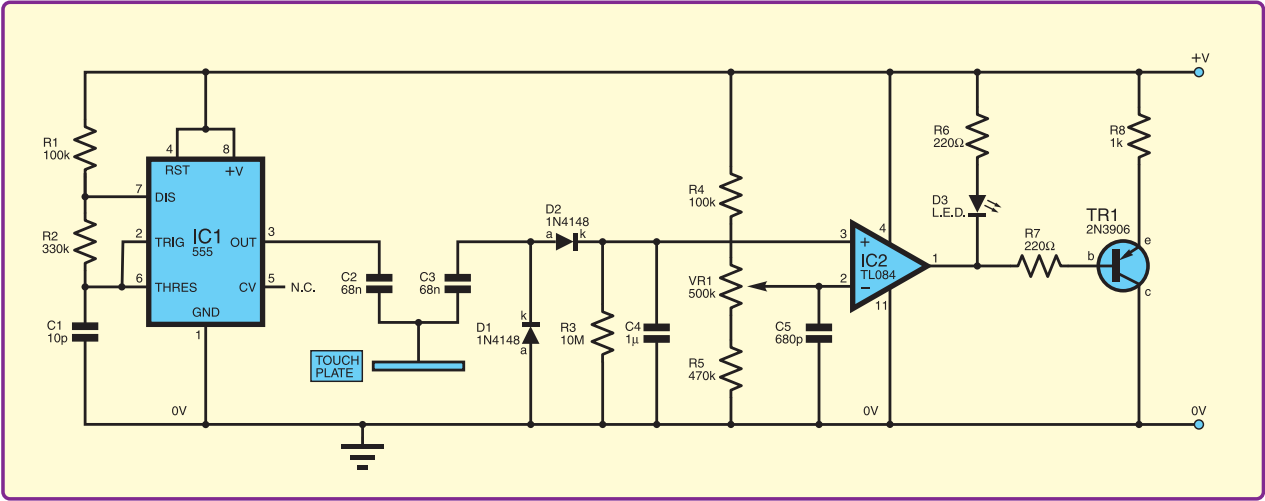 +V
R1
100k
4
8
RST
+V
7
DIS
R2
330k
2
TRIG
IC1
555
OUT
3
6
THRES
CV
5
N.C.
GND
1
C1
10p
0V
C2
68n
C3
68n
TOUCH
PLATE
D2
1N4148
a
k
D1
1N4148
k
a
R3
10M
C4
1µ
R4
100k
VR1
500k
R5
470k
C5
680p
3
+
2
−
IC2
TL084
4
11
1
0V
R6
220Ω
D3
L.E.D.
R7
220Ω
R8
1k
TR1
2N3906
b
e
c
0V